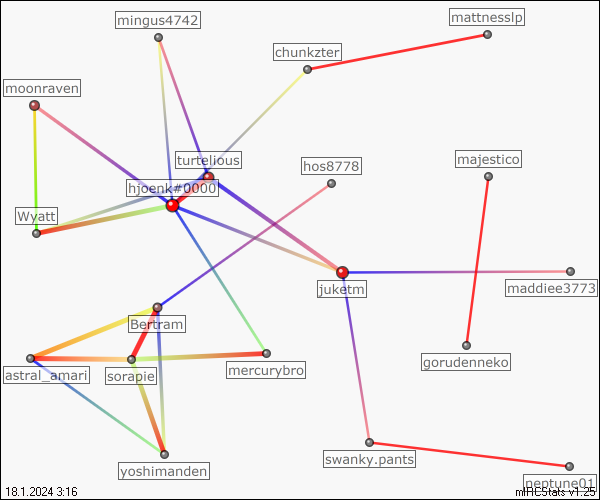 mingus4742
mattnesslp
chunkzter
moonraven
turtelious
hos8778
majestico
hjoenk#0000
Wyatt
juketm
maddiee3773
Bertram
gorudenneko
astral_amari
sorapie
mercurybro
yoshimanden
swanky.pants
neptune01
18.1.2024 3:16
mIRCStats v1.25